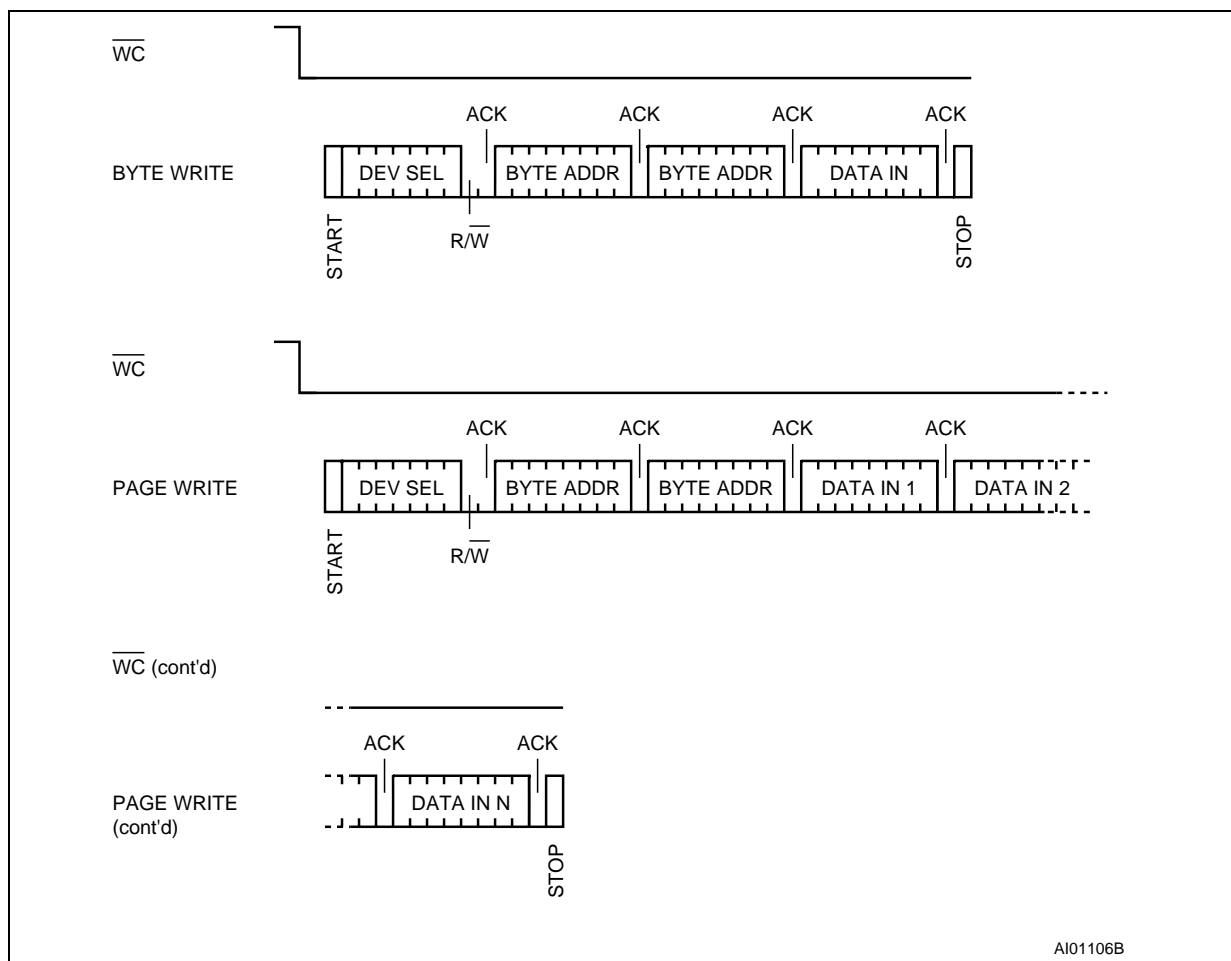 WC
ACK ACK ACK ACK
BYTE WRITE
DEV SEL BYTE ADDR BYTE ADDR DATA IN
R/W
START
STOP
WC
ACK ACK ACK ACK
PAGE WRITE
DEV SEL BYTE ADDR BYTE ADDR DATA IN 1 DATA IN 2
R/W
START
WC (cont'd)
ACK ACK
PAGE WRITE
(cont'd)
DATA IN N
STOP
AI01106B